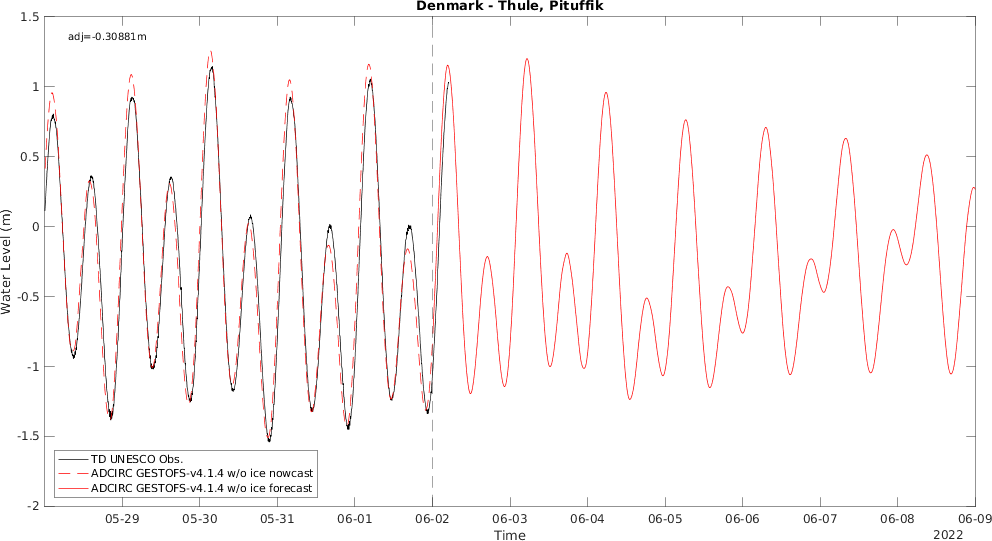 Denmark - Thule, Pituffik
adj=-0.30881m
1.5
1
0.5
0
-0.5
-1
-1.5
-2
Water Level (m)
TD UNESCO Obs.
ADCIRC GESTOFS-v4.1.4 w/o ice nowcast
ADCIRC GESTOFS-v4.1.4 w/o ice forecast
05-29 05-30 05-31 06-01 06-02 06-03 06-04 06-05 06-06 06-07 06-08 06-09
Time
2022